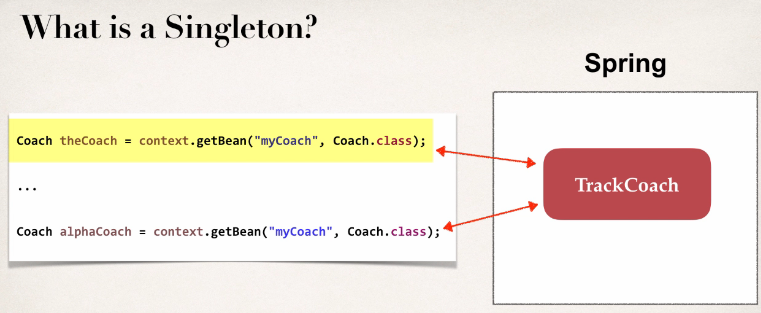 What is a Singleton?
Spring
Coach theCoach = context.getBean("myCoach", Coach.class);
TrackCoach
...
Coach alphaCoach = context.getBean("myCoach", Coach.class);